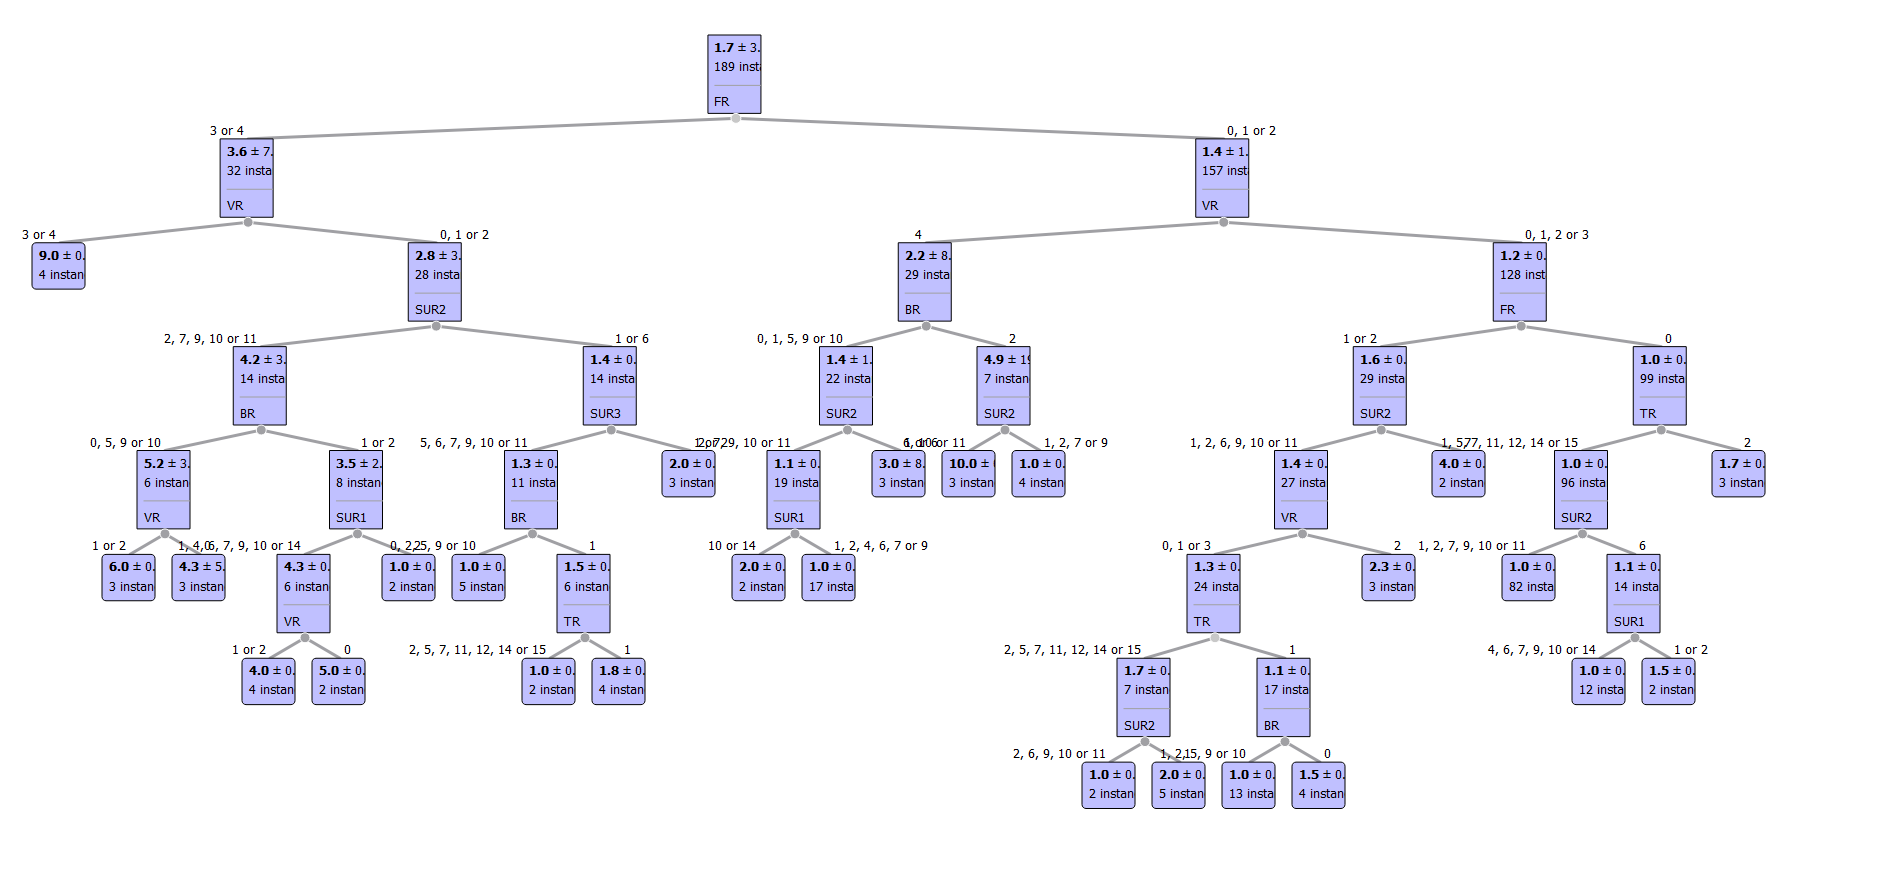 1.7 ± 3.
189 insta
FR
3 or 4
0, 1 or 2
3.6 ± 7.
32 insta
VR
1.4 ± 1.
157 inst
VR
3 or 4
0, 1 or 2
4
0, 1, 2 or 3
9.0 ± 0.
4 instan
2.8 ± 3.
28 insta
SUR2
2.2 ± 8.
29 insta
BR
1.2 ± 0.
128 inst
FR
2, 7, 9, 10 or 11
1 or 6
0, 1, 5, 9 or 10
2
1 or 2
0
4.2 ± 3.
14 insta
BR
1.4 ± 0.
14 insta
SUR3
1.4 ± 1.
22 insta
SUR2
4.9 ± 19
7 instan
SUR2
1.6 ± 0.
29 insta
SUR2
1.0 ± 0.
99 insta
TR
0, 5, 9 or 10
1 or 2
5, 6, 7, 9, 10 or 11
1, 2, 7 or 9
1, 2, 6, 9, 10 or 11
2
5.2 ± 3.
6 instan
VR
3.5 ± 2.
8 instan
SUR1
1.3 ± 0.
11 insta
BR
2.0 ± 0.
3 instan
1.1 ± 0.
19 insta
SUR1
3.0 ± 8.
3 instan
10.0 ±
3 instan
1.0 ± 0.
4 instan
1.4 ± 0.
27 insta
VR
4.0 ± 0.
2 instan
1.0 ± 0.
96 insta
SUR2
1.7 ± 0.
3 instan
1 or 2
1
10 or 14
1, 2, 4, 6, 7 or 9
0, 1 or 3
2
1, 2, 7, 9, 10 or 11
6
6.0 ± 0.
3 instan
4.3 ± 5.
3 instan
4.3 ± 0.
6 instan
VR
1.0 ± 0.
2 instan
1.0 ± 0.
5 instan
1.5 ± 0.
6 instan
TR
2.0 ± 0.
2 instan
1.0 ± 0.
17 insta
1.3 ± 0.
24 insta
TR
2.3 ± 0.
3 instan
1.0 ± 0.
82 insta
1.1 ± 0.
14 insta
SUR1
1 or 2
0
2, 5, 7, 11, 12, 14 or 15
1
2, 5, 7, 11, 12, 14 or 15
1
4, 6, 7, 9, 10 or 14
1 or 2
4.0 ± 0.
4 instan
5.0 ± 0.
2 instan
1.0 ± 0.
2 instan
1.8 ± 0.
4 instan
1.7 ± 0.
7 instan
SUR2
1.1 ± 0.
17 insta
BR
1.0 ± 0.
12 insta
1.5 ± 0.
2 instan
2, 6, 9, 10 or 11
0
1.0 ± 0.
2 instan
2.0 ± 0.
5 instan
1.0 ± 0.
13 insta
1.5 ± 0.
4 instan